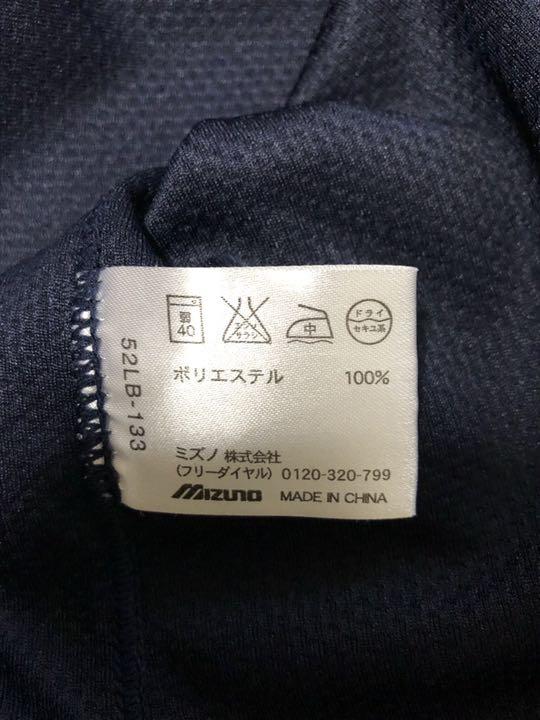 弱
40
エンソ
サラシ
中
ドライ
セキユ系
ポリエステル 100%
52LB-133
ミズノ 株式会社
(フリーダイヤル) 0120-320-799
MIZUNO MADE IN CHINA